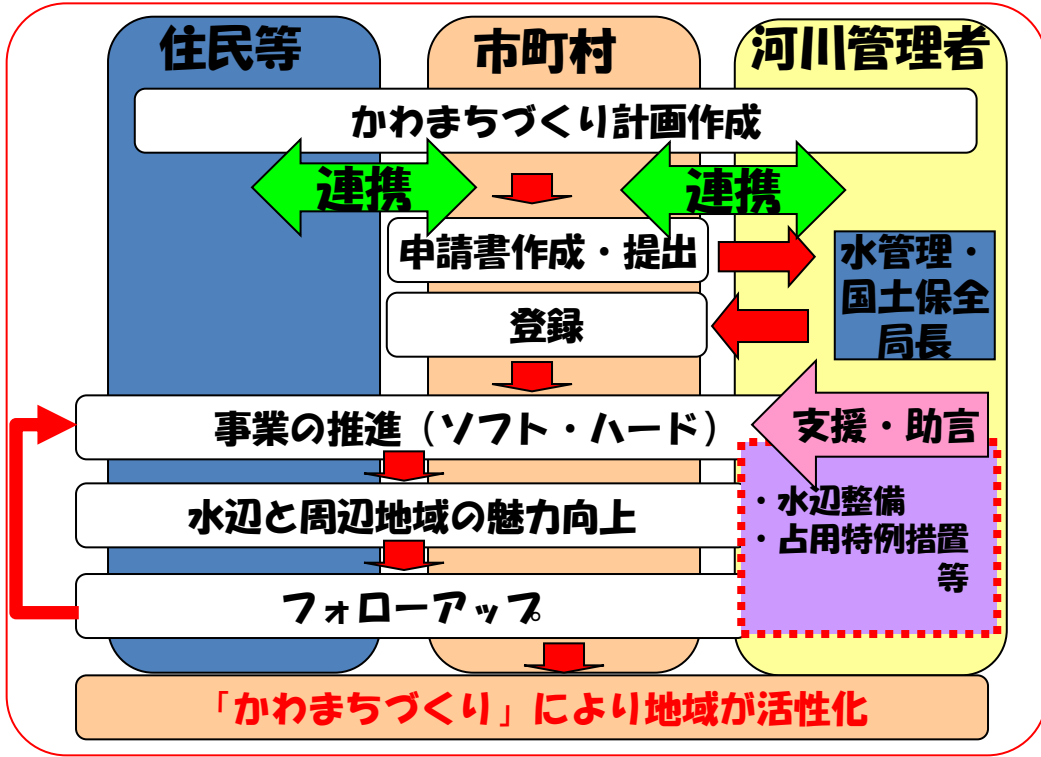 住民等
市町村
河川管理者
かわまちづくり計画作成
連携
連携
申請書作成・提出
水管理・
国土保全
局長
登録
事業の推進（ソフト・ハード）
支援・助言
水辺と周辺地域の魅力向上
・水辺整備
・占用特例措置
等
フォローアップ
「かわまちづくり」により地域が活性化